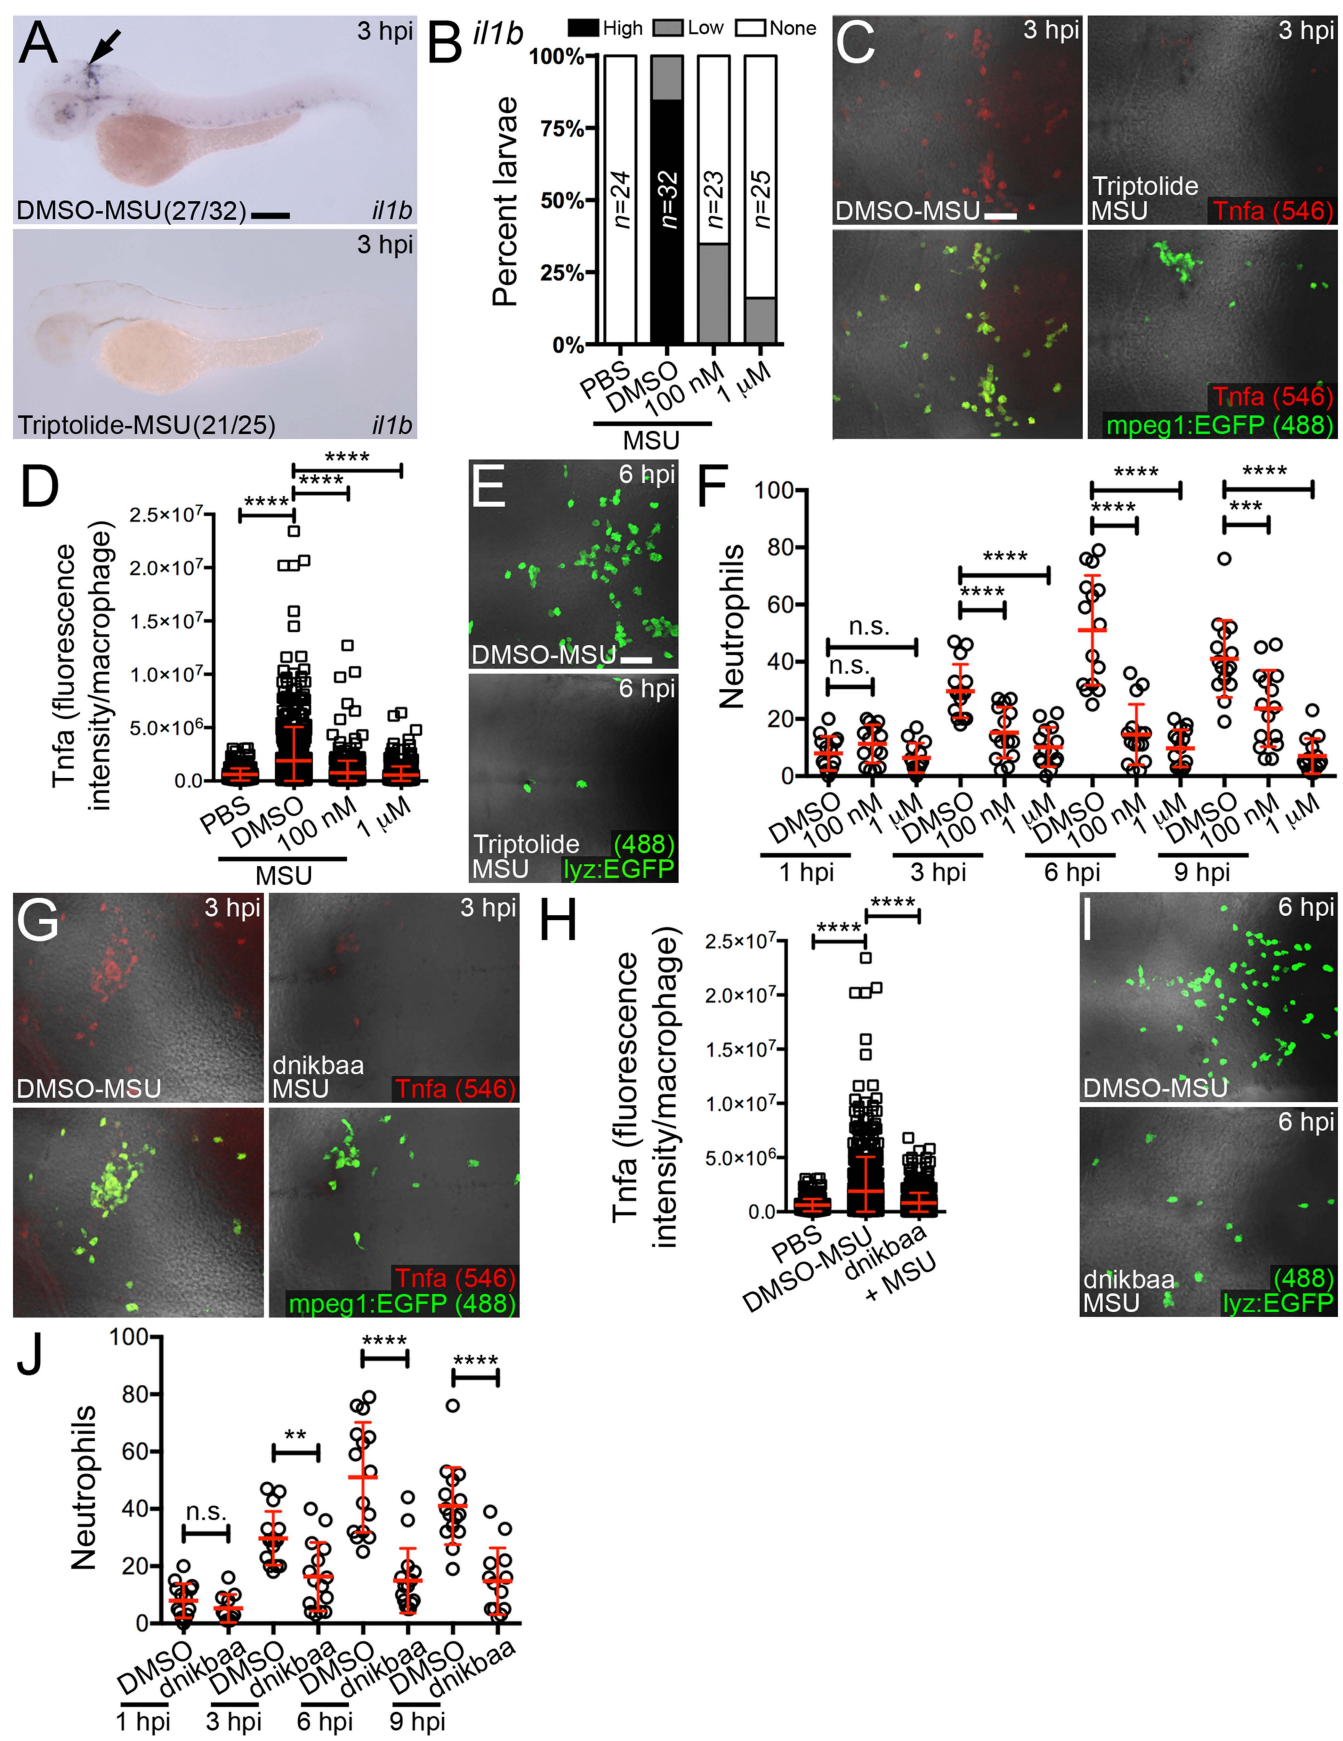 A
3 hpi
DMSO-MSU(27/32)
il1b
3 hpi
Triptolide-MSU(21/25)
il1b
B
il1b
High
Low
None
Percent larvae
100%
75%
50%
25%
0%
n=24
n=32
n=23
n=25
PBS
DMSO
100 nM
1 μM
MSU
C
3 hpi
DMSO-MSU
3 hpi
Triptolide
MSU
Tnfa (546)
Tnfa (546)
mpeg1:EGFP (488)
D
Tnfa (fluorescence
intensity/macrophage)
****
****
****
2.5×10⁷
2.0×10⁷
1.5×10⁷
1.0×10⁷
5.0×10⁶
0.0
PBS
DMSO
100 nM
1 μM
MSU
E
6 hpi
DMSO-MSU
6 hpi
Triptolide
MSU
(488)
lyz:EGFP
F
Neutrophils
100
80
60
40
20
0
n.s.
n.s.
****
****
****
****
***
****
DMSO
100 nM
1 μM
DMSO
100 nM
1 μM
DMSO
100 nM
1 μM
DMSO
100 nM
1 μM
1 hpi
3 hpi
6 hpi
9 hpi
G
3 hpi
DMSO-MSU
3 hpi
dnikbaa
MSU
Tnfa (546)
Tnfa (546)
mpeg1:EGFP (488)
H
Tnfa (fluorescence
intensity/macrophage)
****
****
2.5×10⁷
2.0×10⁷
1.5×10⁷
1.0×10⁷
5.0×10⁶
0.0
PBS
DMSO-MSU
dnikbaa
+ MSU
I
6 hpi
DMSO-MSU
6 hpi
dnikbaa
MSU
(488)
lyz:EGFP
J
Neutrophils
100
80
60
40
20
0
n.s.
**
****
****
DMSO
dnikbaa
DMSO
dnikbaa
DMSO
dnikbaa
DMSO
dnikbaa
1 hpi
3 hpi
6 hpi
9 hpi